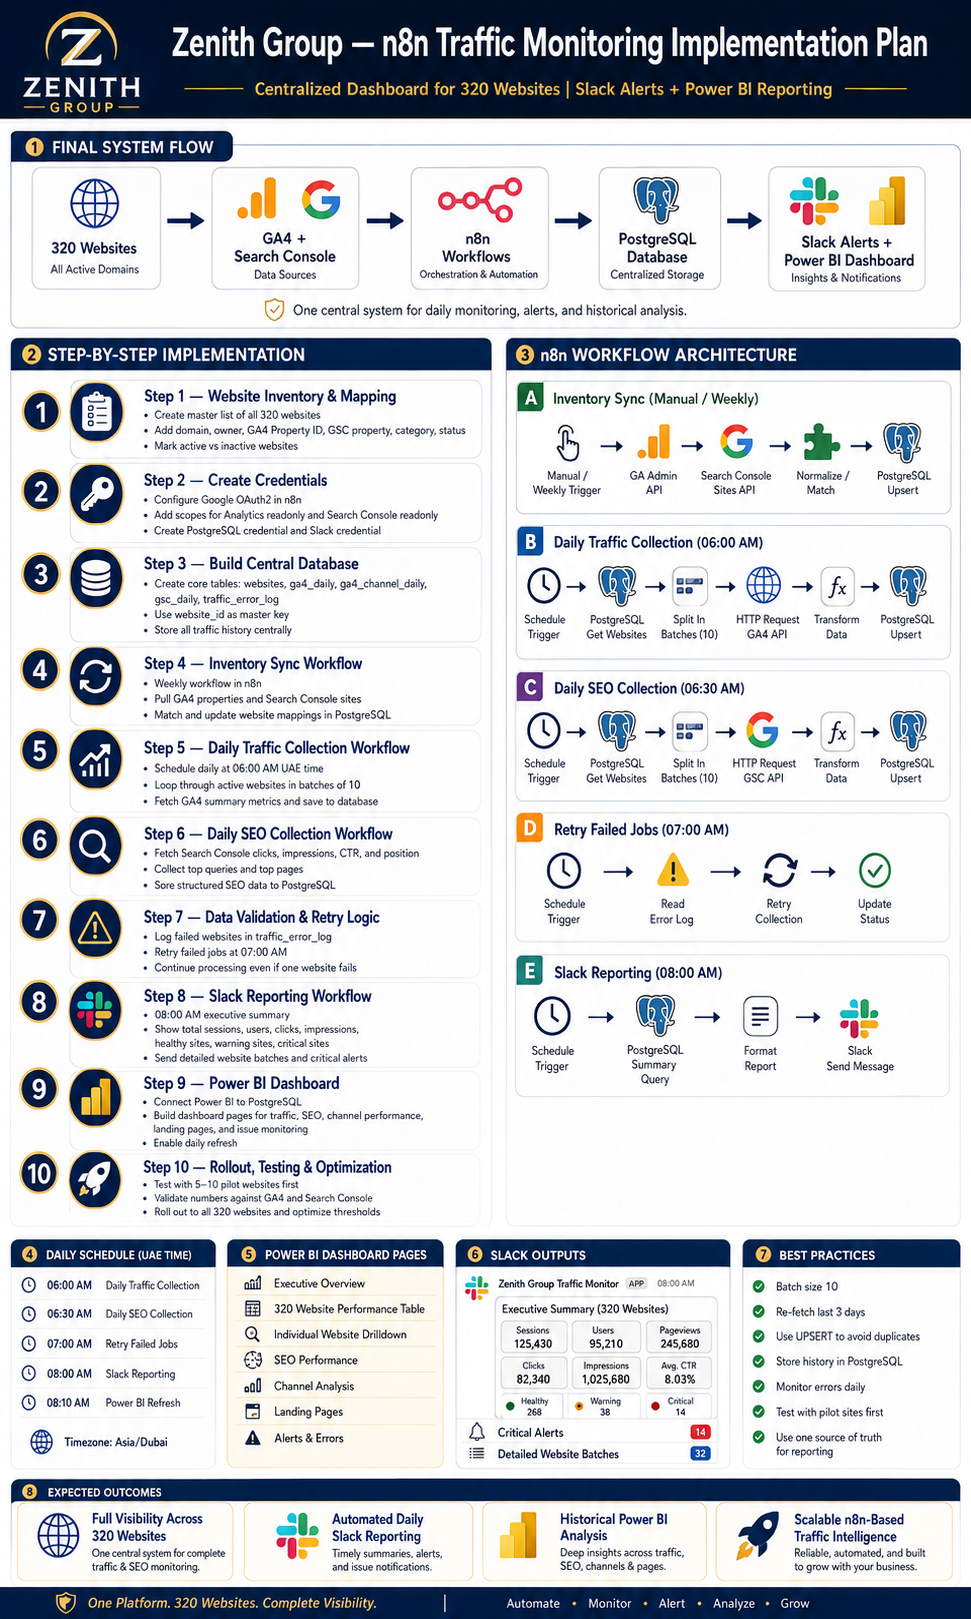 ZENITH
GROUP
Zenith Group — n8n Traffic Monitoring Implementation Plan
Centralized Dashboard for 320 Websites | Slack Alerts + Power BI Reporting
1 FINAL SYSTEM FLOW
320 Websites
All Active Domains
GA4 +
Search Console
Data Sources
n8n
Workflows
Orchestration & Automation
PostgreSQL
Database
Centralized Storage
Slack Alerts +
Power BI Dashboard
Insights & Notifications
One central system for daily monitoring, alerts, and historical analysis.
2 STEP-BY-STEP IMPLEMENTATION
1
Step 1 — Website Inventory & Mapping
• Create master list of all 320 websites
• Add domain, owner, GA4 Property ID, GSC property, category, status
• Mark active vs inactive websites
2
Step 2 — Create Credentials
• Configure Google OAuth2 in n8n
• Add scopes for Analytics readonly and Search Console readonly
• Create PostgreSQL credential and Slack credential
3
Step 3 — Build Central Database
• Create core tables: websites, ga4_daily, ga4_channel_daily,
gsc_daily, traffic_error_log
• Use website_id as master key
• Store all traffic history centrally
4
Step 4 — Inventory Sync Workflow
• Weekly workflow in n8n
• Pull GA4 properties and Search Console sites
• Match and update website mappings in PostgreSQL
5
Step 5 — Daily Traffic Collection Workflow
• Schedule daily at 06:00 AM UAE time
• Loop through active websites in batches of 10
• Fetch GA4 summary metrics and save to database
6
Step 6 — Daily SEO Collection Workflow
• Fetch Search Console clicks, impressions, CTR, and position
• Collect top queries and top pages
• Sore structured SEO data to PostgreSQL
7
Step 7 — Data Validation & Retry Logic
• Log failed websites in traffic_error_log
• Retry failed jobs at 07:00 AM
• Continue processing even if one website fails
8
Step 8 — Slack Reporting Workflow
• 08:00 AM executive summary
• Show total sessions, users, clicks, impressions,
healthy sites, warning sites, critical sites
• Send detailed website batches and critical alerts
9
Step 9 — Power BI Dashboard
• Connect Power BI to PostgreSQL
• Build dashboard pages for traffic, SEO, channel performance,
landing pages, and issue monitoring
• Enable daily refresh
10
Step 10 — Rollout, Testing & Optimization
• Test with 5–10 pilot websites first
• Validate numbers against GA4 and Search Console
• Roll out to all 320 websites and optimize thresholds
3 n8n WORKFLOW ARCHITECTURE
A Inventory Sync (Manual / Weekly)
Manual /
Weekly Trigger
GA Admin
API
Search Console
Sites API
Normalize /
Match
PostgreSQL
Upsert
B Daily Traffic Collection (06:00 AM)
fx
Schedule
Trigger
PostgreSQL
Get Websites
Split In
Batches (10)
HTTP Request
GA4 API
Transform
Data
PostgreSQL
Upsert
C Daily SEO Collection (06:30 AM)
fx
Schedule
Trigger
PostgreSQL
Get Websites
Split In
Batches (10)
HTTP Request
GSC API
Transform
Data
PostgreSQL
Upsert
D Retry Failed Jobs (07:00 AM)
Schedule
Trigger
Read
Error Log
Retry
Collection
Update
Status
E Slack Reporting (08:00 AM)
Schedule
Trigger
PostgreSQL
Summary
Query
Format
Report
Slack
Send Message
4 DAILY SCHEDULE (UAE TIME)
06:00 AM Daily Traffic Collection
06:30 AM Daily SEO Collection
07:00 AM Retry Failed Jobs
08:00 AM Slack Reporting
08:10 AM Power BI Refresh
Timezone: Asia/Dubai
5 POWER BI DASHBOARD PAGES
Executive Overview
320 Website Performance Table
Individual Website Drilldown
SEO Performance
Channel Analysis
Landing Pages
Alerts & Errors
6 SLACK OUTPUTS
Zenith Group Traffic Monitor APP 08:00 AM
Executive Summary (320 Websites)
Sessions
125,430
Users
95,210
Pageviews
245,680
Clicks
82,340
Impressions
1,025,680
Avg. CTR
8.03%
Healthy
268
Warning
38
Critical
14
Critical Alerts 14
Detailed Website Batches 32
7 BEST PRACTICES
Batch size 10
Re-fetch last 3 days
Use UPSERT to avoid duplicates
Store history in PostgreSQL
Monitor errors daily
Test with pilot sites first
Use one source of truth
for reporting
8 EXPECTED OUTCOMES
Full Visibility Across
320 Websites
One central system for complete
traffic & SEO monitoring.
Automated Daily
Slack Reporting
Timely summaries, alerts,
and issue notifications.
Historical Power BI
Analysis
Deep insights across traffic,
SEO, channels & pages.
Scalable n8n-Based
Traffic Intelligence
Reliable, automated, and built
to grow with your business.
One Platform. 320 Websites. Complete Visibility.
Automate • Monitor • Alert • Analyze • Grow